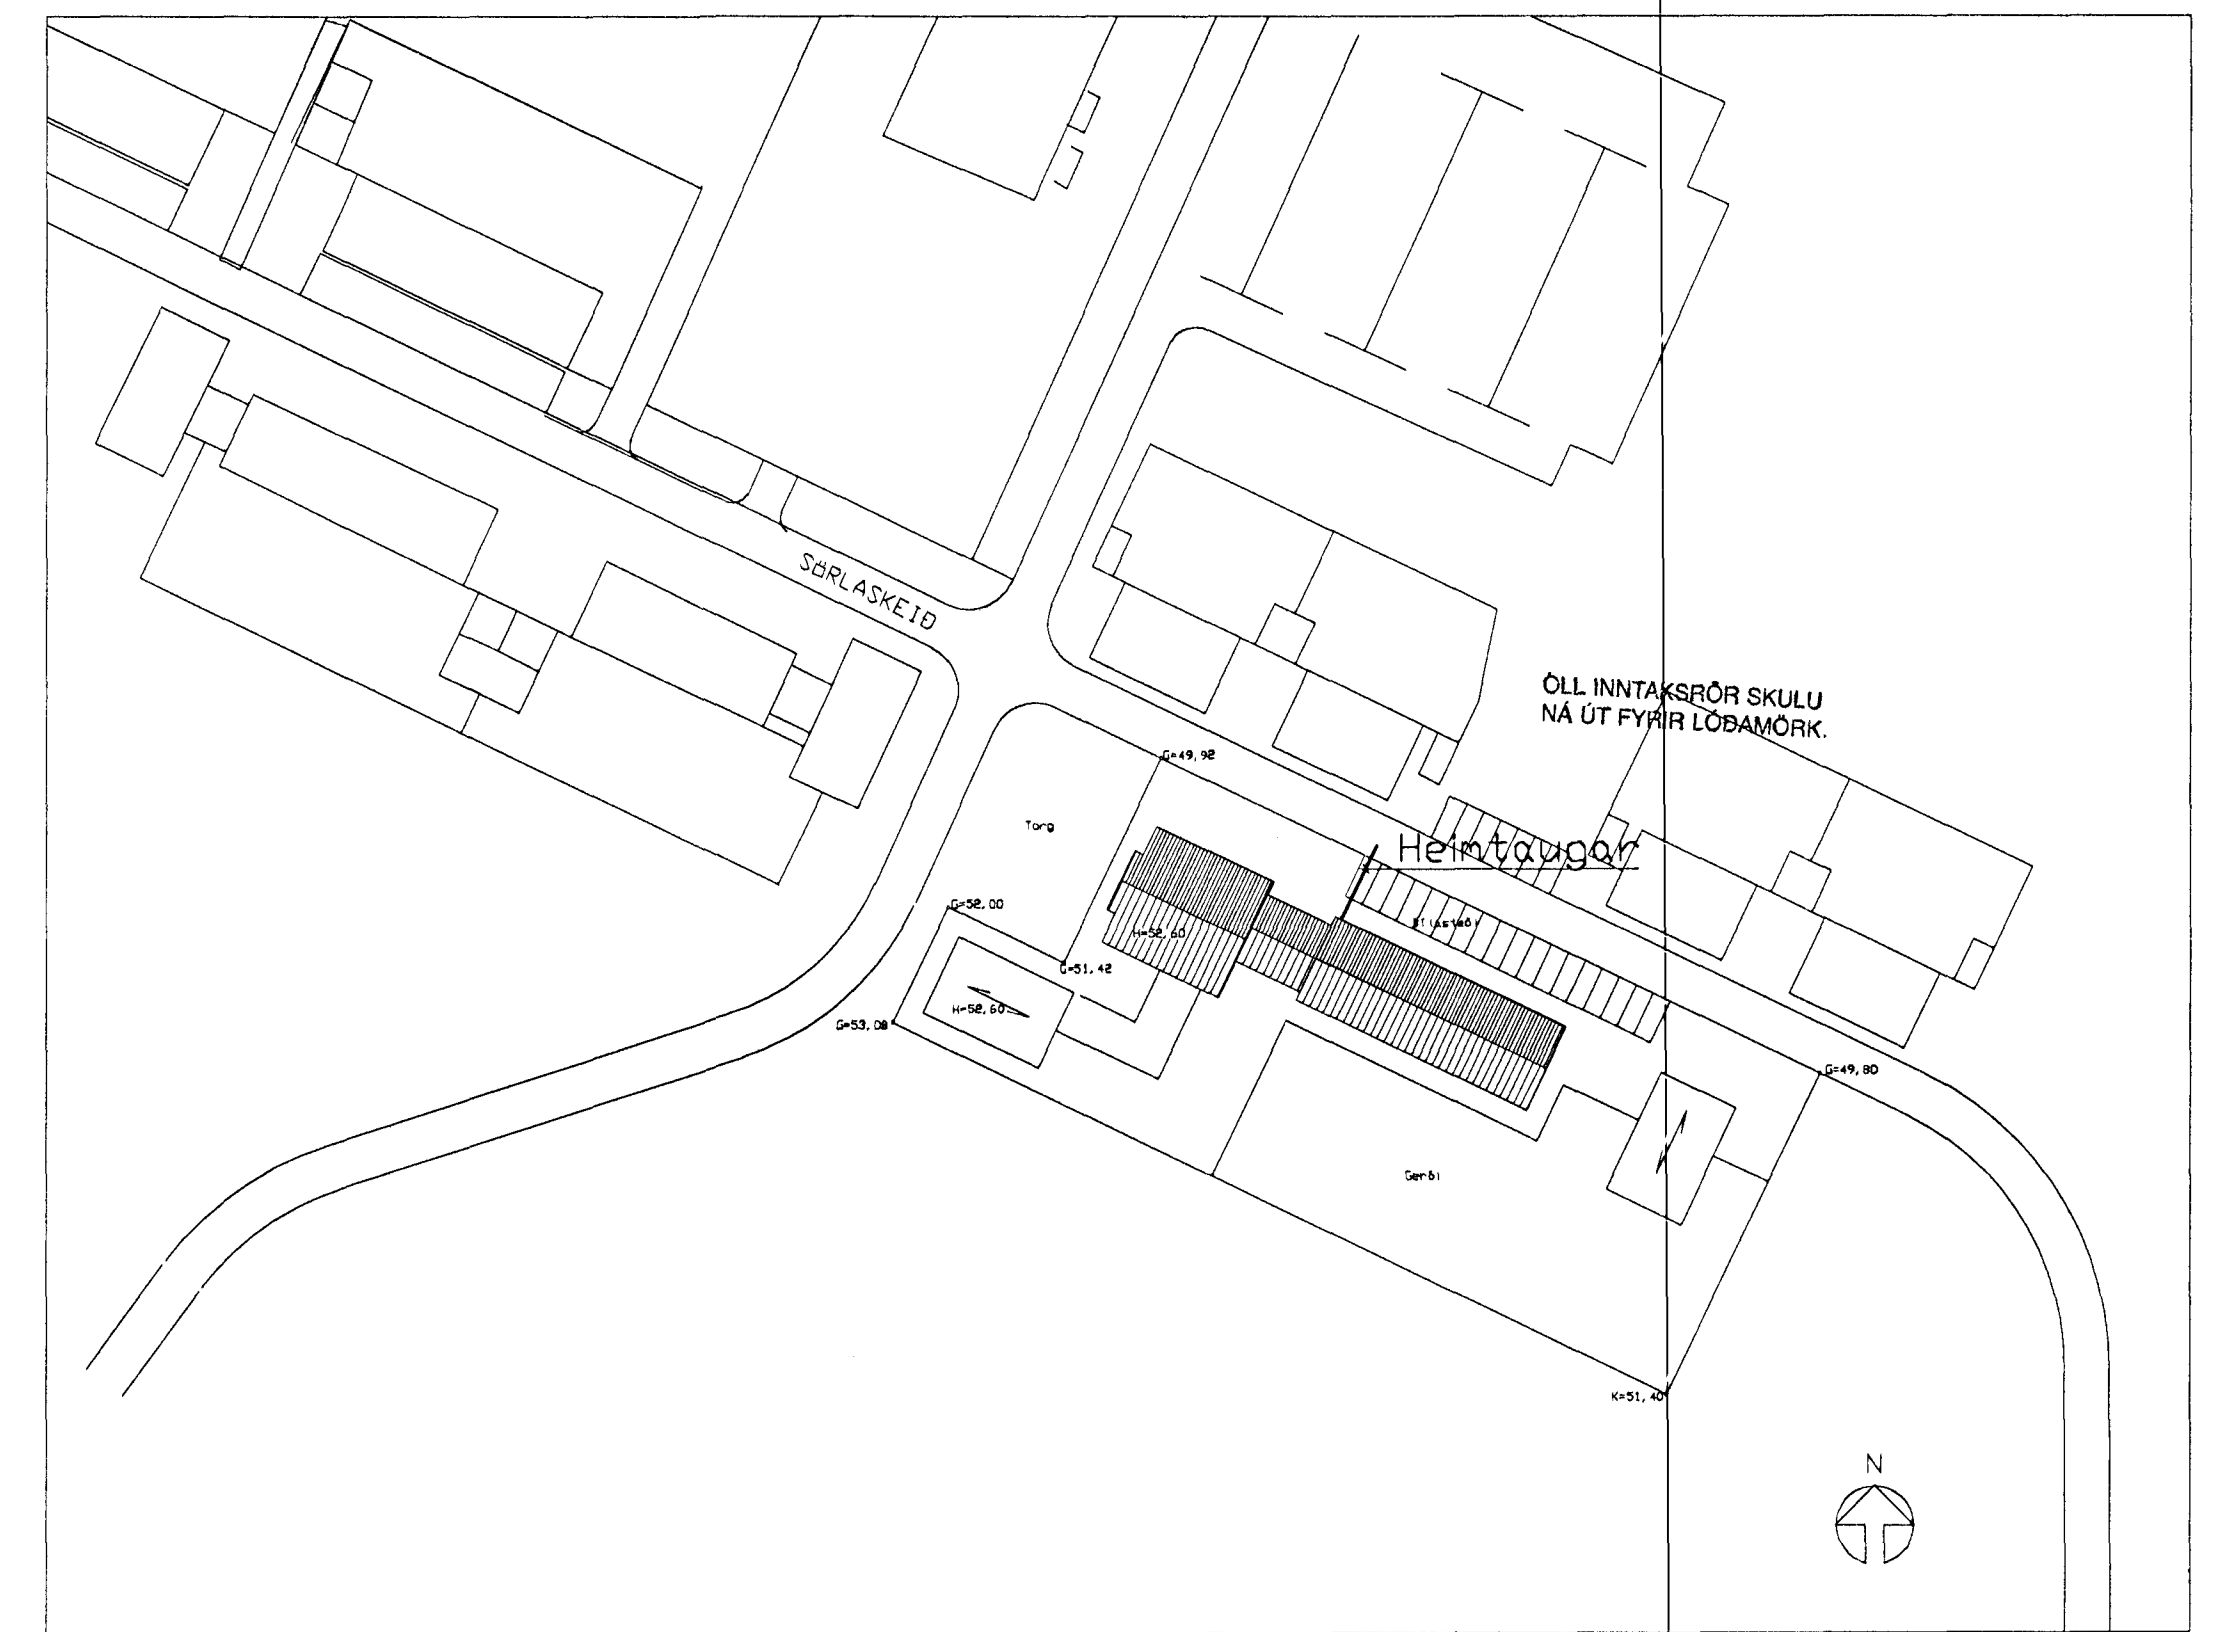 SÖRLASKEIÐ
ÖLL INNTAKSRÖR SKULU
NÁ ÚT FYRIR LÓÐAMÖRK.
G=49,92
Torg
Heimtaugar
G=52,00
Bílastæði
H=52,60
G=51,42
H=52,60
G=53,08
G=49,80
Gerði
K=51,40
N